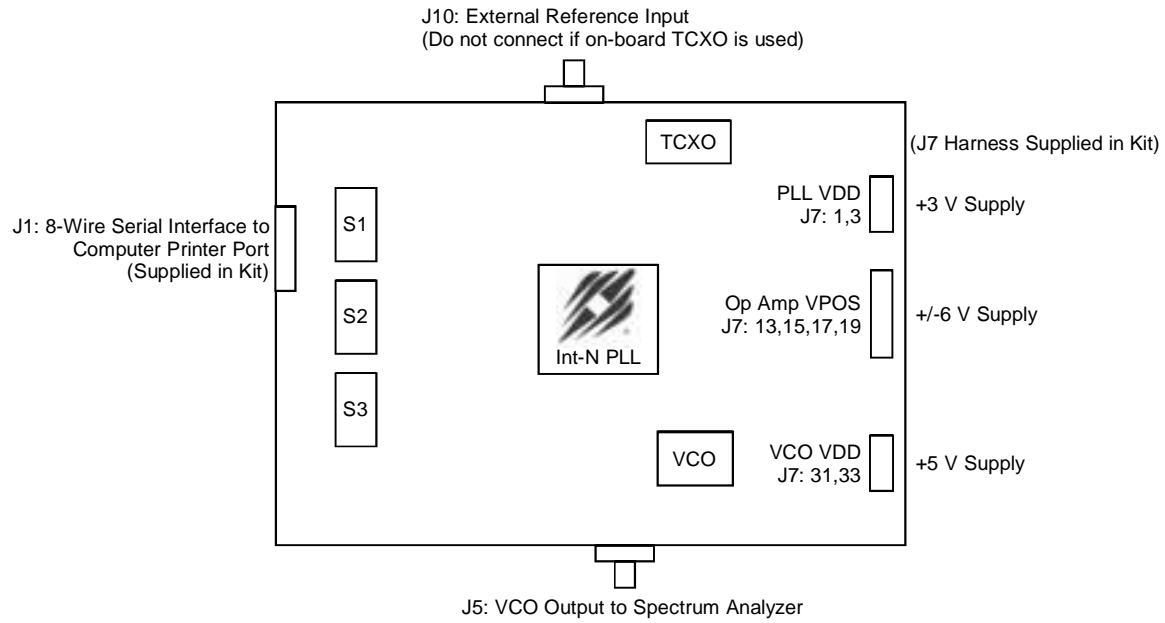 J10: External Reference Input
(Do not connect if on-board TCXO is used)
TCXO
(J7 Harness Supplied in Kit)
PLL VDD
J7: 1,3
+3 V Supply
J1: 8-Wire Serial Interface to
Computer Printer Port
(Supplied in Kit)
S1
S2
S3
Int-N PLL
Op Amp VPOS
J7: 13,15,17,19
+/-6 V Supply
VCO
VCO VDD
J7: 31,33
+5 V Supply
J5: VCO Output to Spectrum Analyzer